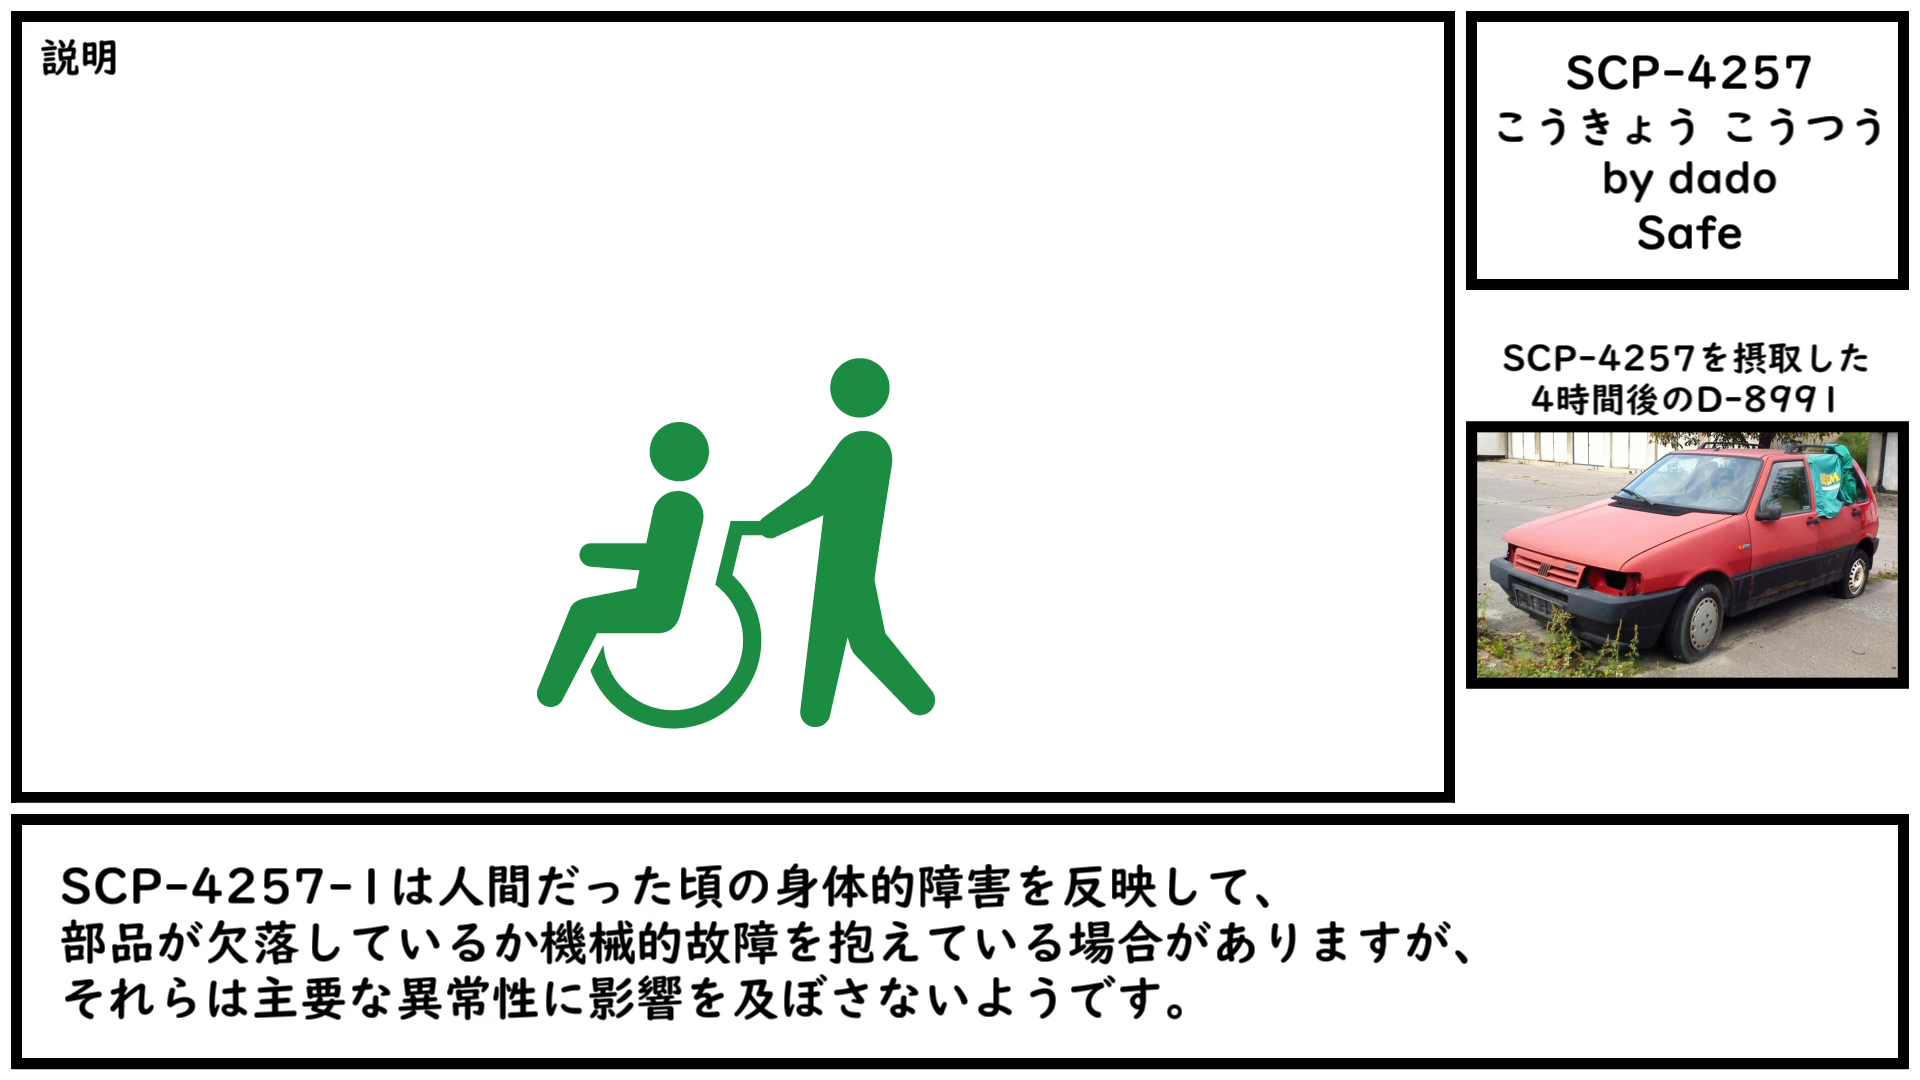 説明
SCP-4257
こうきょう こうつう
by dado
Safe
SCP-4257を摂取した
4時間後のD-8991
SCP-4257-1は人間だった頃の身体的障害を反映して、
部品が欠落しているか機械的故障を抱えている場合がありますが、
それらは主要な異常性に影響を及ぼさないようです。